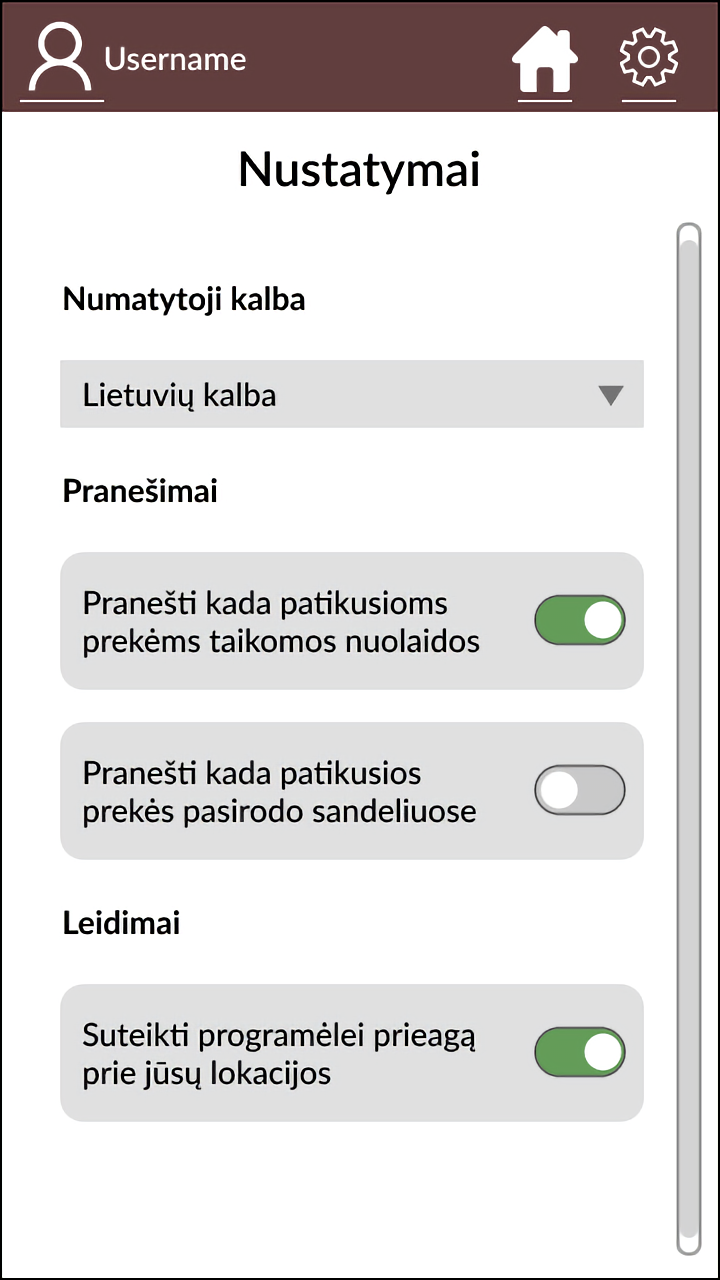 Username
Nustatymai
Numatytoji kalba
Lietuvių kalba
Pranešimai
Pranešti kada patikusioms
prekėms taikomos nuolaidos
Pranešti kada patikusios
prekės pasirodo sandeliuose
Leidimai
Suteikti programėlei prieagą
prie jūsų lokacijos